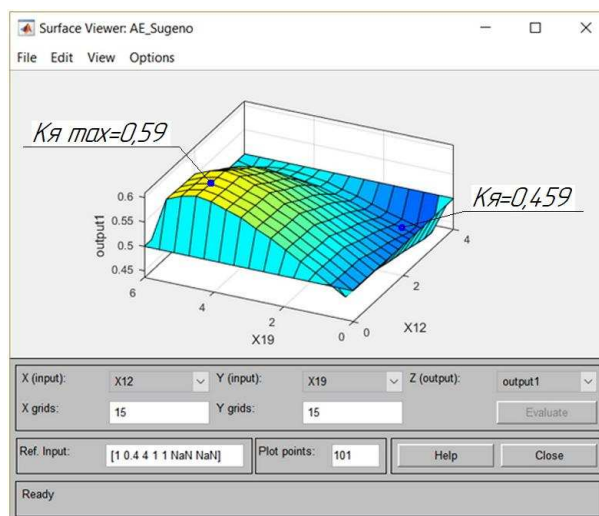 Surface Viewer: AE_Sugeno
File Edit View Options
Kя max=0,59
Kя=0,459
output1
0.6
0.55
0.5
0.45
6
4
2
0
X19
0
2
4
X12
X (input): X12 Y (input): X19 Z (output): output1
X grids: 15 Y grids: 15 Evaluate
Ref. Input: [1 0.4 4 1 1 NaN NaN] Plot points: 101 Help Close
Ready